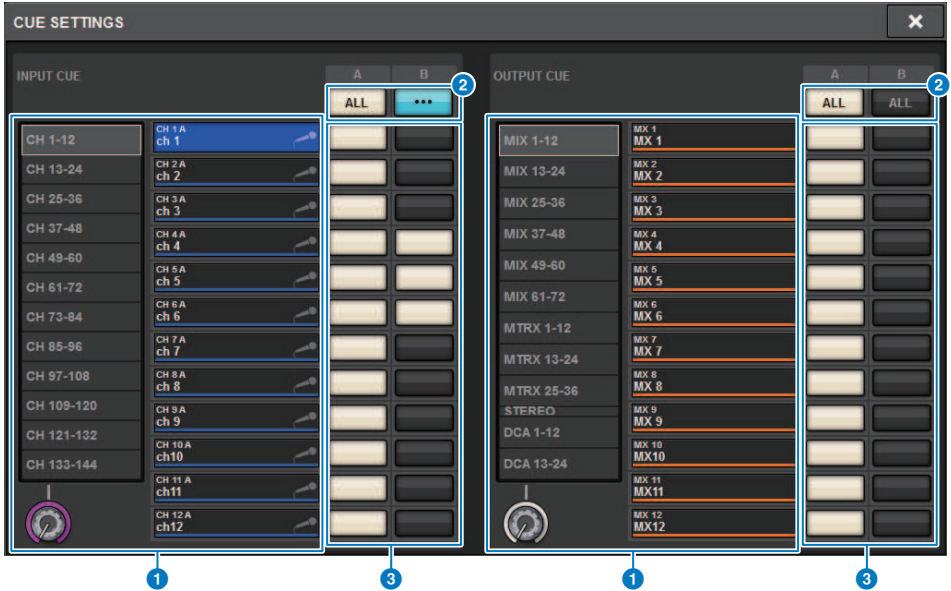 CUE SETTINGS
×
INPUT CUE
A
B
2
ALL
•••
CH 1-12
CH 13-24
CH 25-36
CH 37-48
CH 49-60
CH 61-72
CH 73-84
CH 85-96
CH 97-108
CH 109-120
CH 121-132
CH 133-144
CH 1 A
ch 1
CH 2 A
ch 2
CH 3 A
ch 3
CH 4 A
ch 4
CH 5 A
ch 5
CH 6 A
ch 6
CH 7 A
ch 7
CH 8 A
ch 8
CH 9 A
ch 9
CH 10 A
ch10
CH 11 A
ch11
CH 12 A
ch12
1
3
OUTPUT CUE
A
B
2
ALL
ALL
MIX 1-12
MIX 13-24
MIX 25-36
MIX 37-48
MIX 49-60
MIX 61-72
MTRX 1-12
MTRX 13-24
MTRX 25-36
STEREO
DCA 1-12
DCA 13-24
MX 1
MX 1
MX 2
MX 2
MX 3
MX 3
MX 4
MX 4
MX 5
MX 5
MX 6
MX 6
MX 7
MX 7
MX 8
MX 8
MX 9
MX 9
MX 10
MX10
MX 11
MX11
MX 12
MX12
1
3